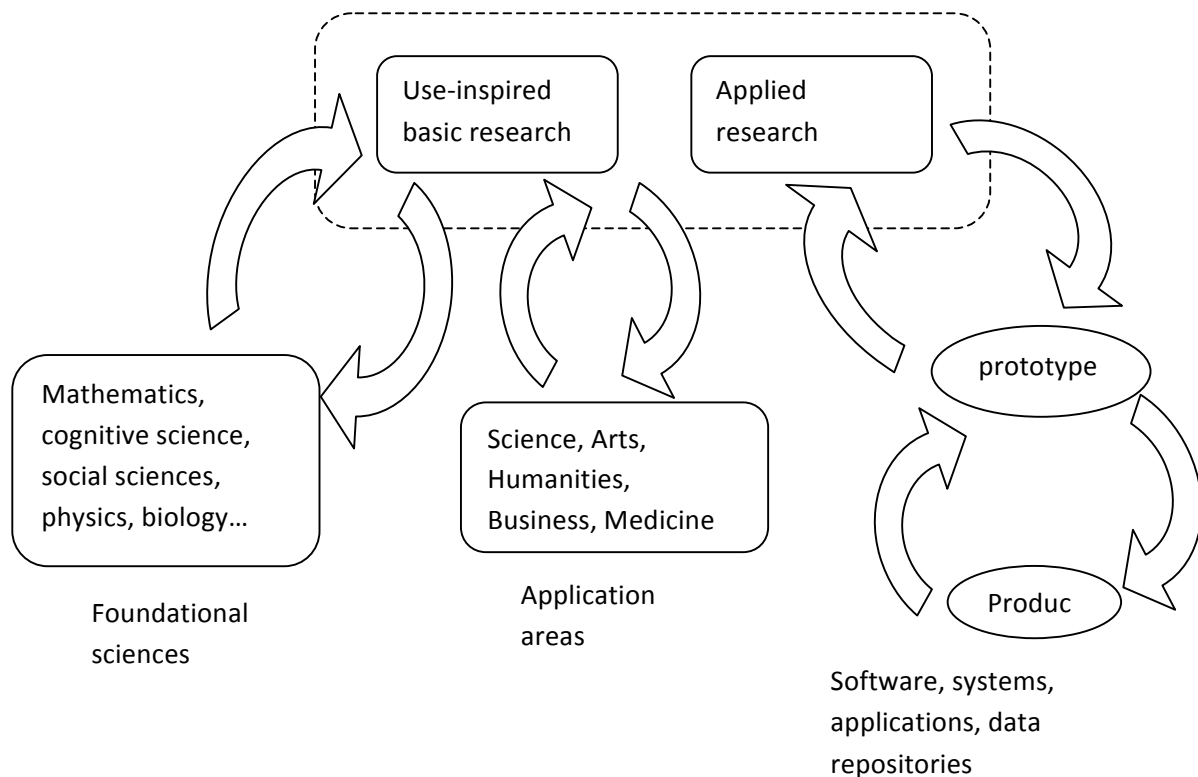 Use-inspired
basic research
Applied
research
prototype
Mathematics,
cognitive science,
social sciences,
physics, biology…
Science, Arts,
Humanities,
Business, Medicine
Produc
Foundational
sciences
Application
areas
Software, systems,
applications, data
repositories